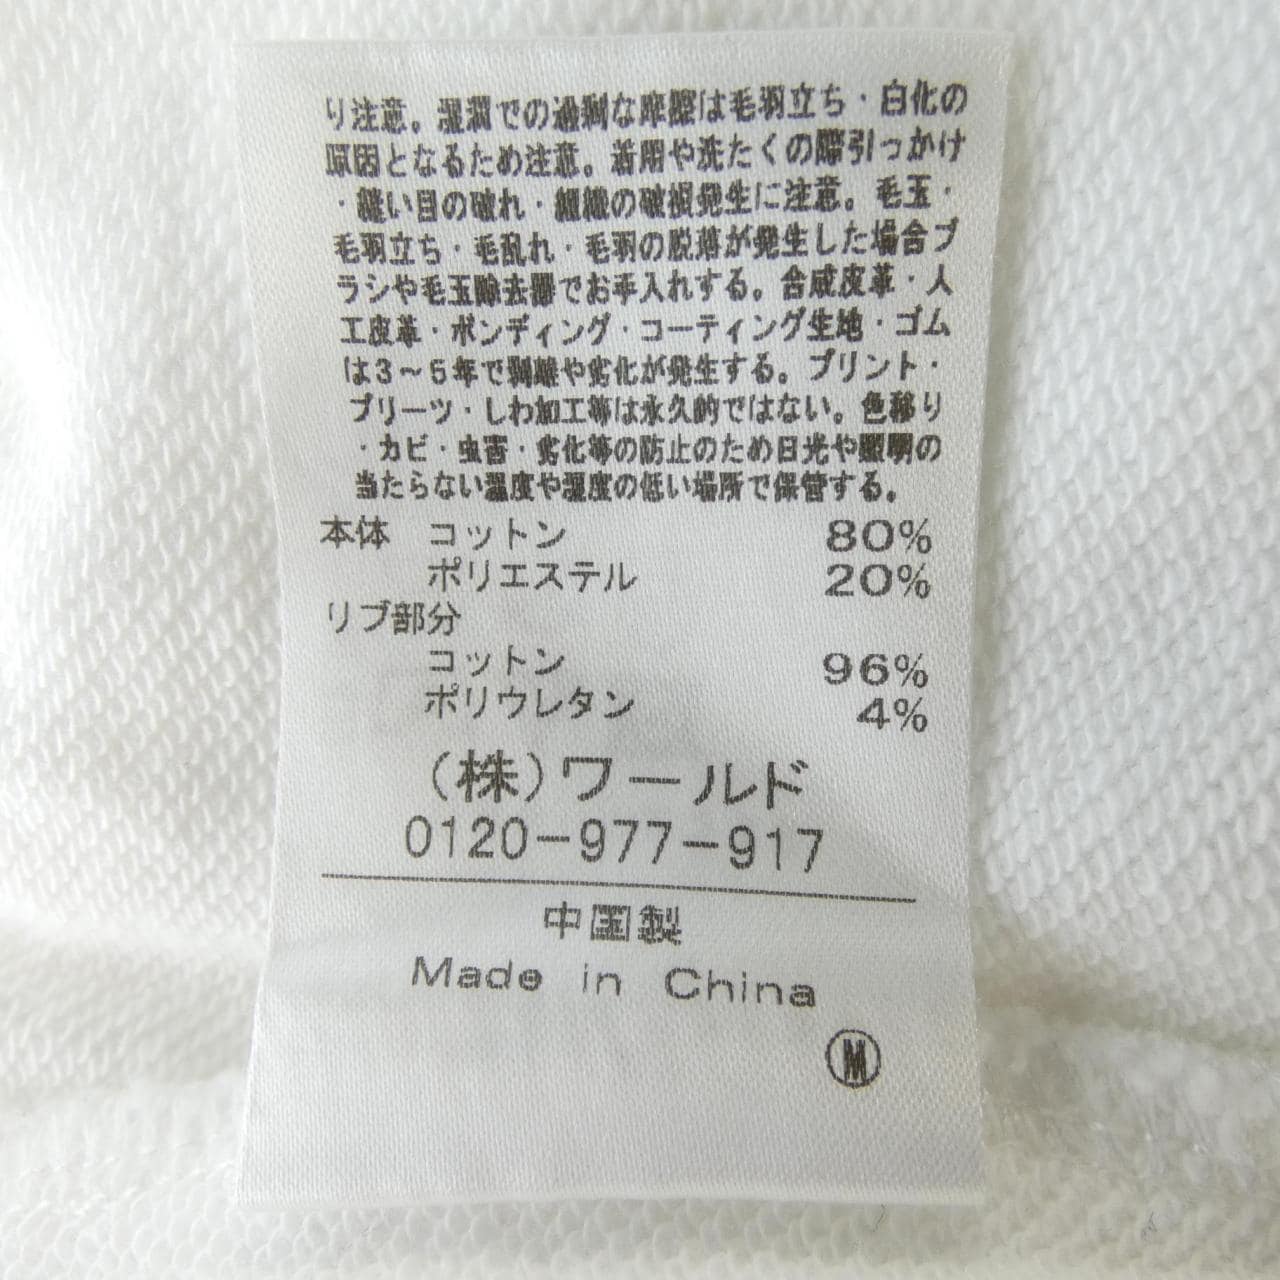 り注意。湿潤での過剰な摩擦は毛羽立ち・白化の
原因となるため注意。着用や洗たくの際引っかけ
・縫い目の破れ・組織の破損発生に注意。毛玉・
毛羽立ち・毛乱れ・毛羽の脱落が発生した場合ブ
ラシや毛玉除去器でお手入れする。合成皮革・人
工皮革・ボンディング・コーティング生地・ゴム
は３〜５年で剥離や劣化が発生する。プリント・
プリーツ・しわ加工等は永久的ではない。色移り
・カビ・虫害・劣化等の防止のため日光や照明の
当たらない温度や湿度の低い場所で保管する。
本体 コットン 80%
ポリエステル 20%
リブ部分
コットン 96%
ポリウレタン 4%
(株)ワールド
0120-977-917
中国製
Made in China
M